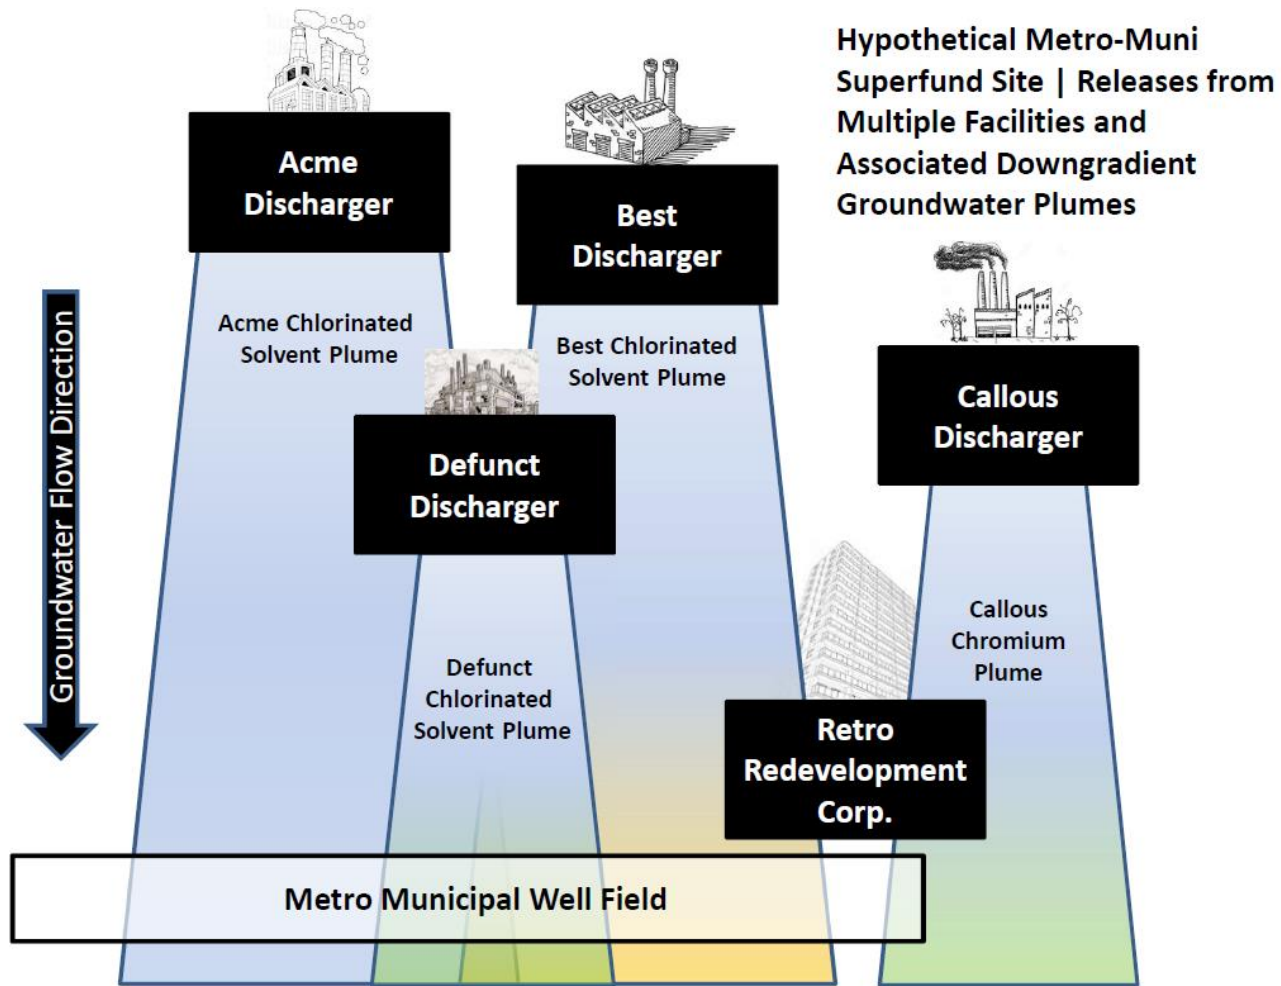 Hypothetical Metro-Muni
Superfund Site | Releases from
Multiple Facilities and
Associated Downgradient
Groundwater Plumes
Acme
Discharger
Best
Discharger
Callous
Discharger
Defunct
Discharger
Retro
Redevelopment
Corp.
Acme Chlorinated
Solvent Plume
Best Chlorinated
Solvent Plume
Defunct
Chlorinated
Solvent Plume
Callous
Chromium
Plume
Groundwater Flow Direction
Metro Municipal Well Field